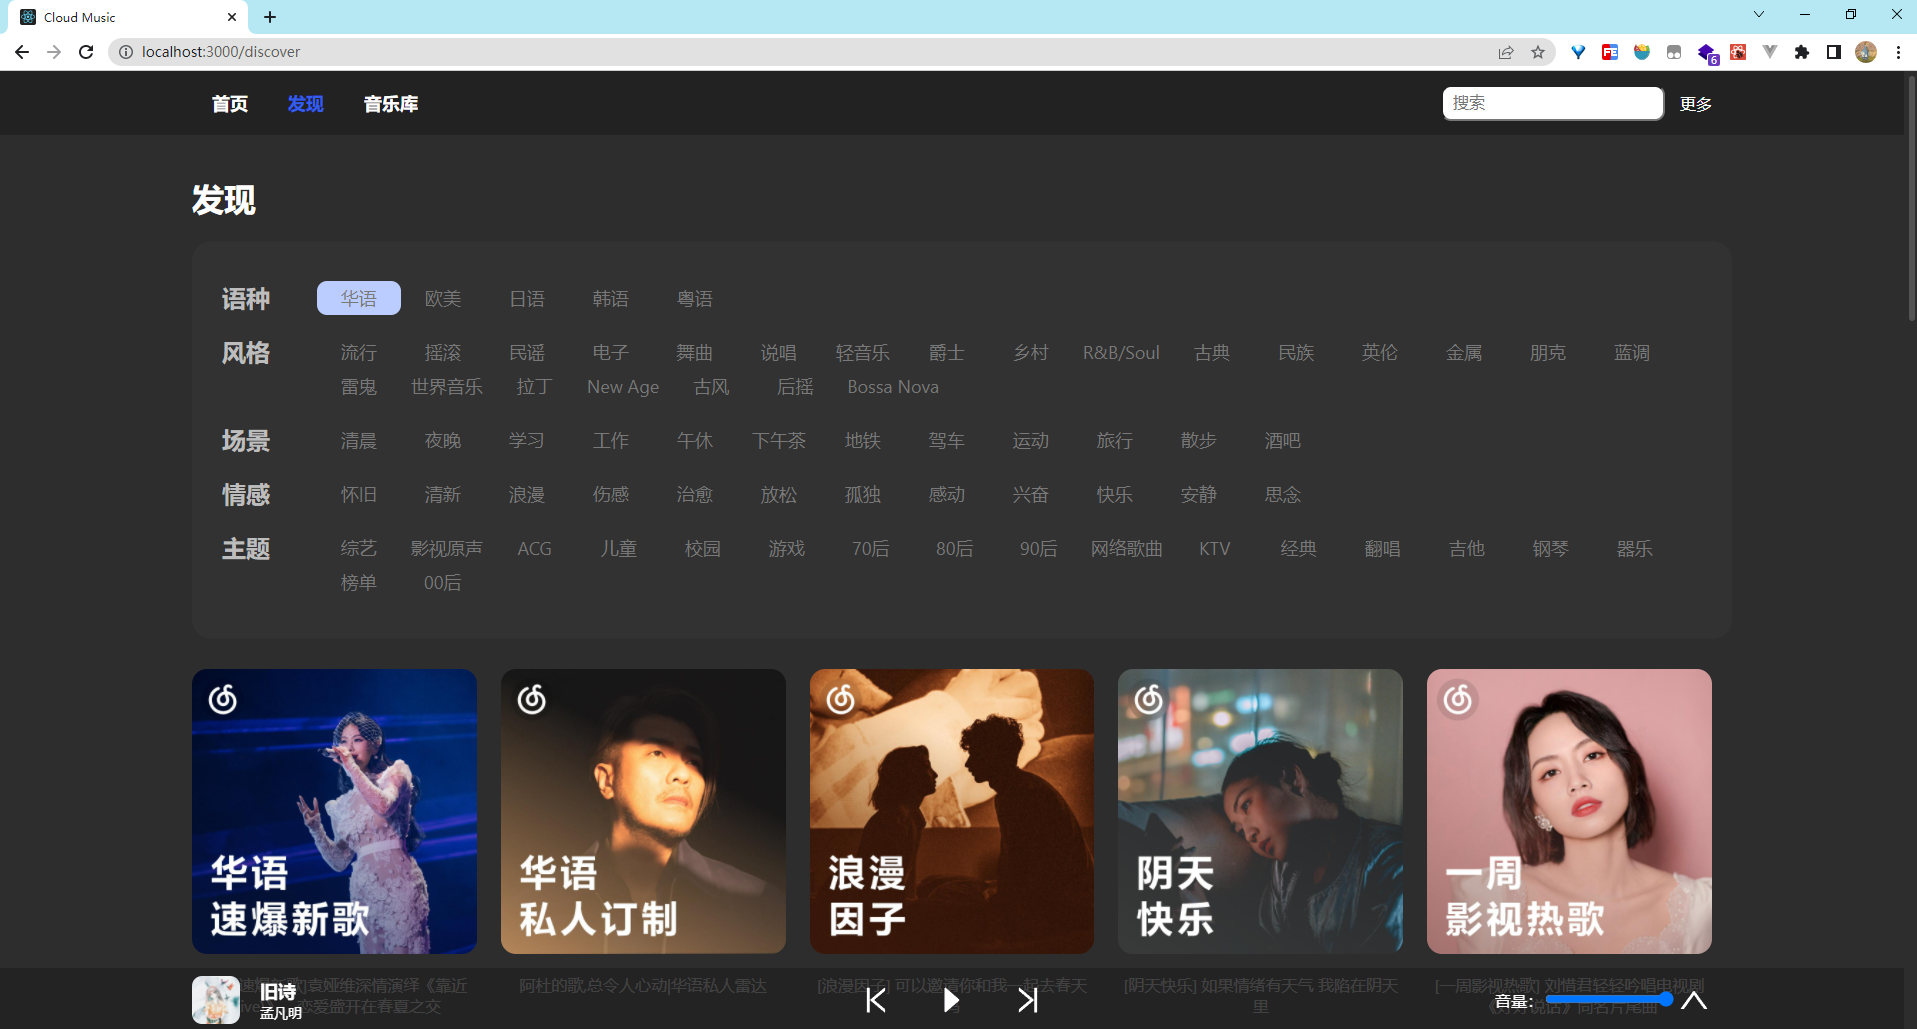 Cloud Music
localhost:3000/discover
6
首页 发现 音乐库 搜索 更多
发现
语种 华语 欧美 日语 韩语 粤语
风格 流行 摇滚 民谣 电子 舞曲 说唱 轻音乐 爵士 乡村 R&B/Soul 古典 民族 英伦 金属 朋克 蓝调
雷鬼 世界音乐 拉丁 New Age 古风 后摇 Bossa Nova
场景 清晨 夜晚 学习 工作 午休 下午茶 地铁 驾车 运动 旅行 散步 酒吧
情感 怀旧 清新 浪漫 伤感 治愈 放松 孤独 感动 兴奋 快乐 安静 思念
主题 综艺 影视原声 ACG 儿童 校园 游戏 70后 80后 90后 网络歌曲 KTV 经典 翻唱 吉他 钢琴 器乐
榜单 00后
华语
速爆新歌
华语
私人订制
浪漫
因子
阴天
快乐
一周
影视热歌
袁娅维深情演绎《靠近
恋爱盛开在春夏之交
阿杜的歌,总令人心动|华语私人雷达
[浪漫因子] 可以邀请你和我一起去春天
[阴天快乐] 如果情绪有天气 我陷在阴天
里
[一周影视热歌] 刘惜君轻轻吟唱电视剧
片尾曲
旧诗
孟凡明
音量：